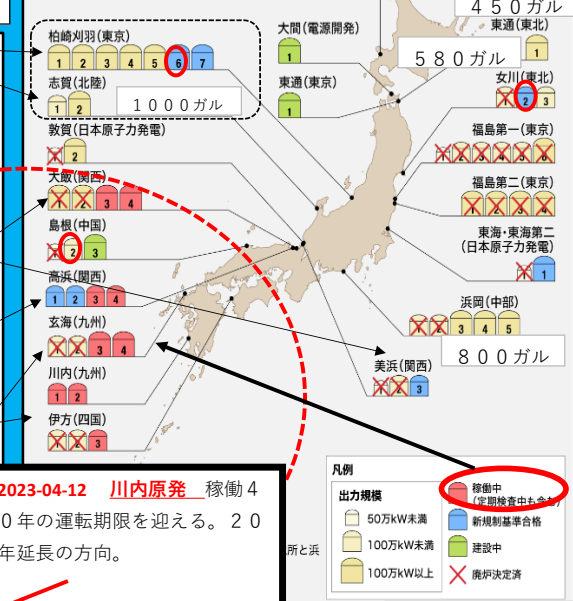 450ガル
柏崎刈羽(東京)
1 2 3 4 5 6 7
志賀(北陸)
1 2
1000ガル
敦賀(日本原子力発電)
1 2
大飯(関西)
1 2 3 4
島根(中国)
1 2 3
高浜(関西)
1 2 3 4
玄海(九州)
1 2 3 4
川内(九州)
1 2
伊方(四国)
1 2 3
大間(電源開発)
1
東通(東京)
1
580ガル
東通(東北)
1
女川(東北)
1 2 3
福島第一(東京)
1 2 3 4 5 6
福島第二(東京)
1 2 3 4
東海・東海第二
(日本原子力発電)
1
浜岡(中部)
1 2 3 4 5
800ガル
美浜(関西)
1 2 3
2023-04-12 川内原発 稼働4
0年の運転期限を迎える。20
年延長の方向。
所と浜
凡例
出力規模
50万kW未満
100万kW未満
100万kW以上
稼働中
(定期検査中も含む)
新規制基準合格
建設中
廃炉決定済